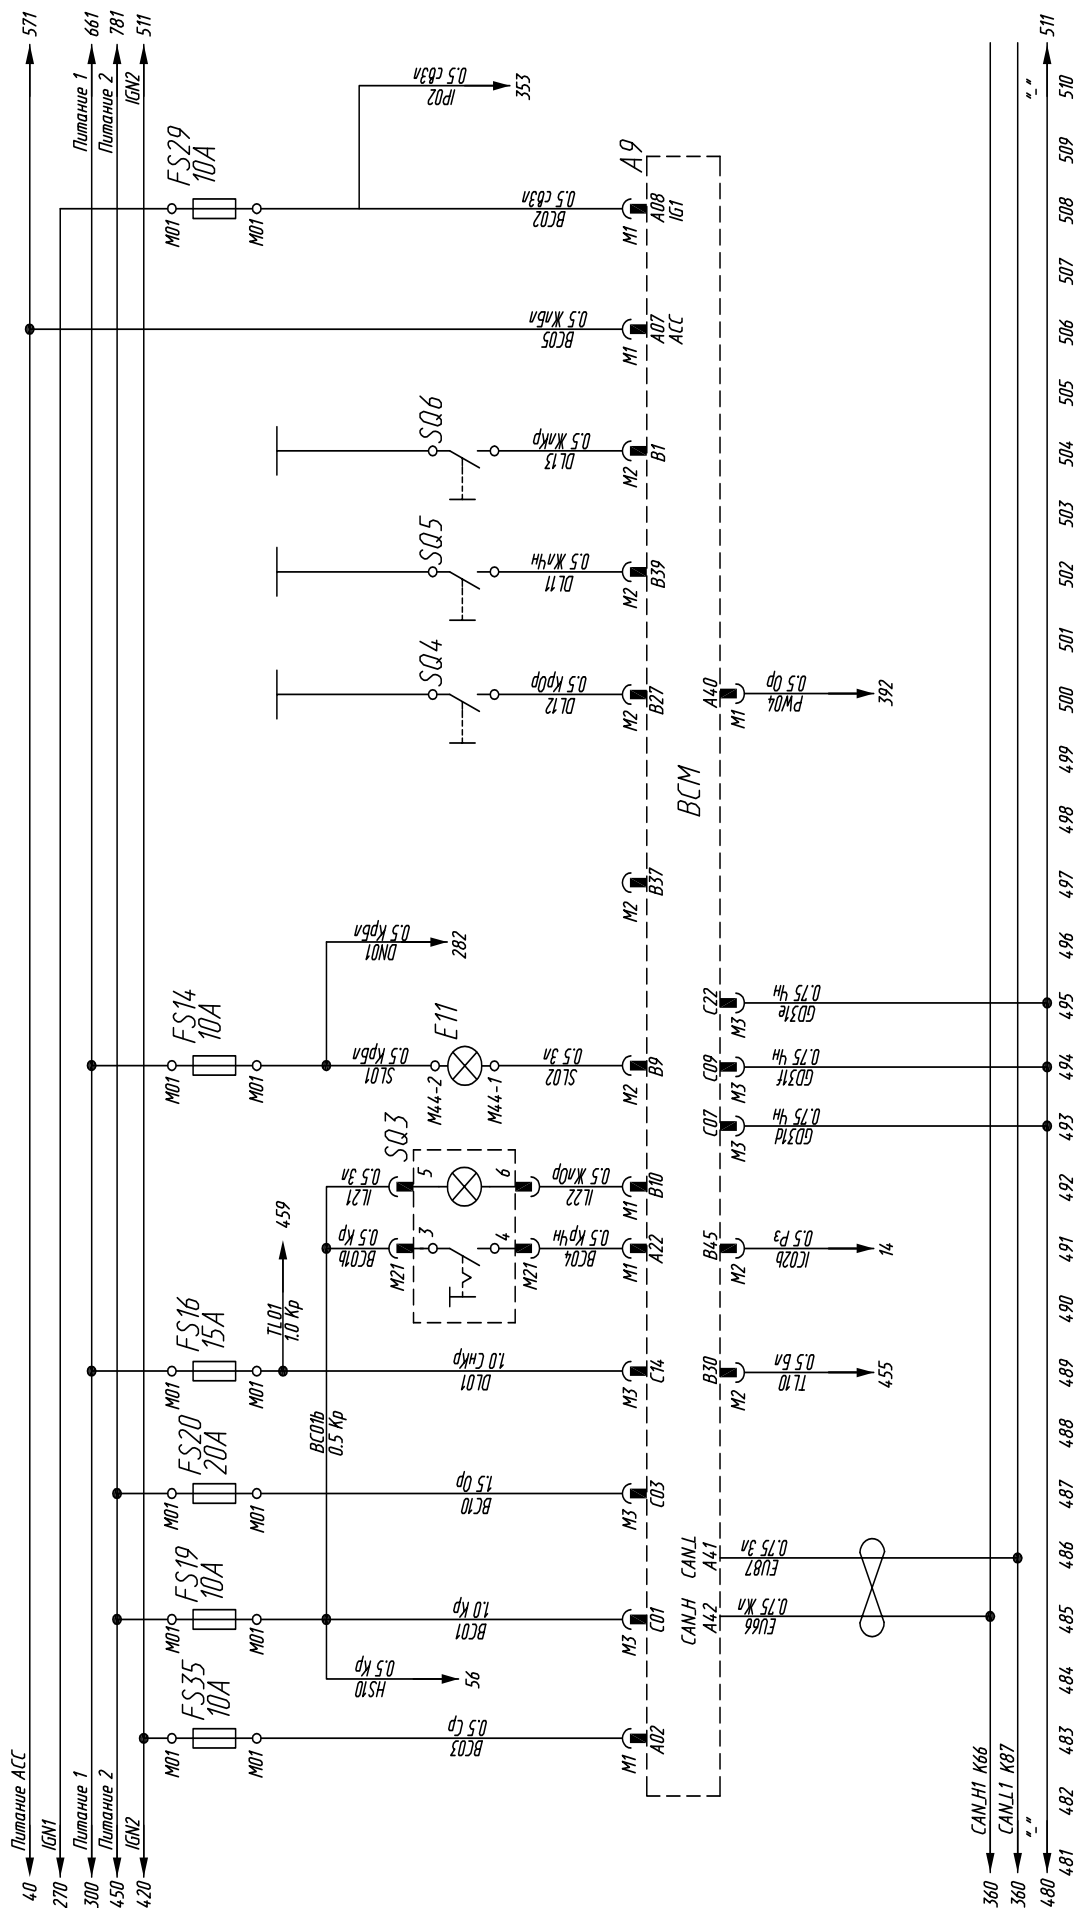 40 Питание ACC 571
270 IGN1
300 Питание 1 Питание 1 661
450 Питание 2 Питание 2 781
420 IGN2 IGN2 511
FS35
10A
M01
M01
BC03
0.5 Ср
M1
A02
HS10
0.5 Кр
56
FS19
10A
M01
M01
BC01
1.0 Кр
M3
C01
FS20
20A
M01
M01
BC10
1.5 Ор
M3
C03
BC01b
0.5 Кр
FS16
15A
M01
M01
TL01
1.0 Кр
459
DL01
1.0 СнКр
M3
C14
BC01b
0.5 Кр
M21
3
4
M21
BC04
0.5 КрЧн
M1
A22
SQ3
IL21
0.5 Зл
5
6
IL22
0.5 ЖлОр
M1
B10
FS14
10A
M01
M01
SL01
0.5 КрБл
M44-2
E11
M44-1
SL02
0.5 Зл
M2
B9
DN01
0.5 КрБл
282
M2
B37
SQ4
DL12
0.5 КрОр
M2
B27
SQ5
DL11
0.5 ЖлЧн
M2
B39
SQ6
DL13
0.5 ЖлКр
M2
B1
BC05
0.5 ЖлБл
M1
A07
ACC
FS29
10A
M01
M01
BC02
0.5 свЗл
M1
A08
IG1
IP02
0.5 свЗл
353
A9
BCM
CAN_H
A42
EU66
0.75 Жл
CAN_L
A41
EU87
0.75 Зл
B30
M2
TL10
0.5 Бл
455
B45
M2
IC02b
0.5 Рз
14
C07
M3
GD31d
0.75 Чн
C09
M3
GD31f
0.75 Чн
C22
M3
GD31e
0.75 Чн
A40
M1
PW04
0.5 Ор
392
360 CAN_H1 K66
360 CAN_L1 K87
480 "-" "-" 511
481 482 483 484 485 486 487 488 489 490 491 492 493 494 495 496 497 498 499 500 501 502 503 504 505 506 507 508 509 510